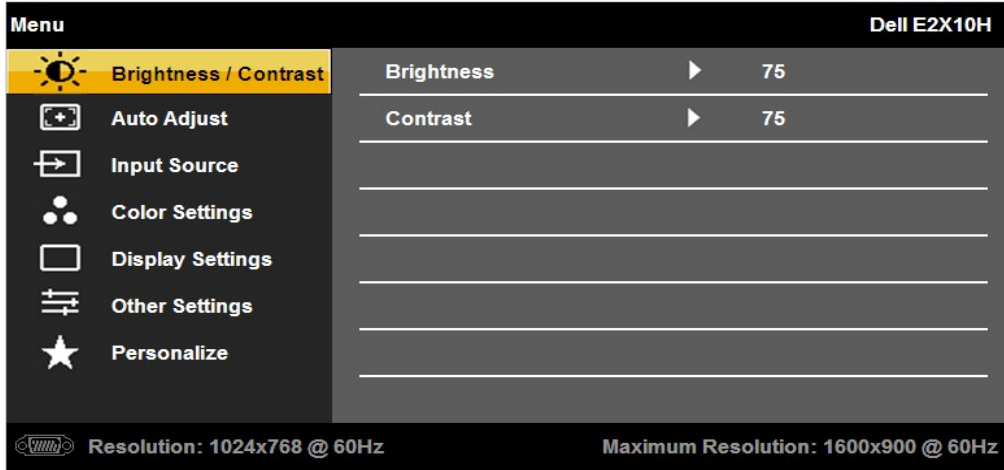 Menu Dell E2X10H
Brightness / Contrast Brightness 75
Auto Adjust Contrast 75
Input Source
Color Settings
Display Settings
Other Settings
Personalize
Resolution: 1024x768 @ 60Hz Maximum Resolution: 1600x900 @ 60Hz